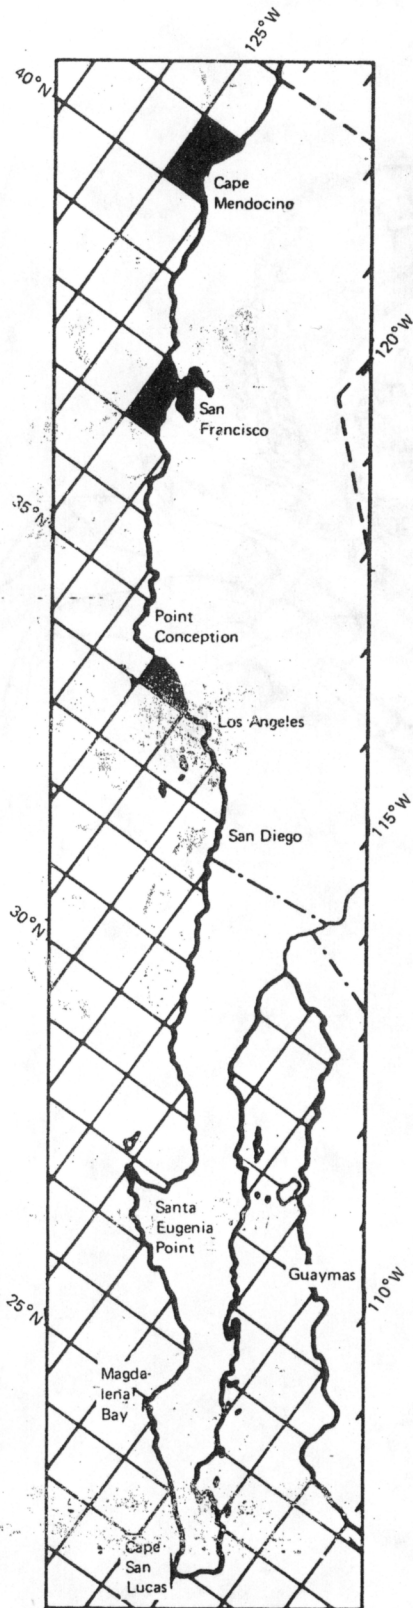 125°W
40°N
Cape
Mendocino
120°W
San
Francisco
35°N
Point
Conception
Los Angeles
115°W
San Diego
30°N
Santa
Eugenia
Point
Guaymas
110°W
25°N
Magda-
lena
Bay
Cape
San
Lucas